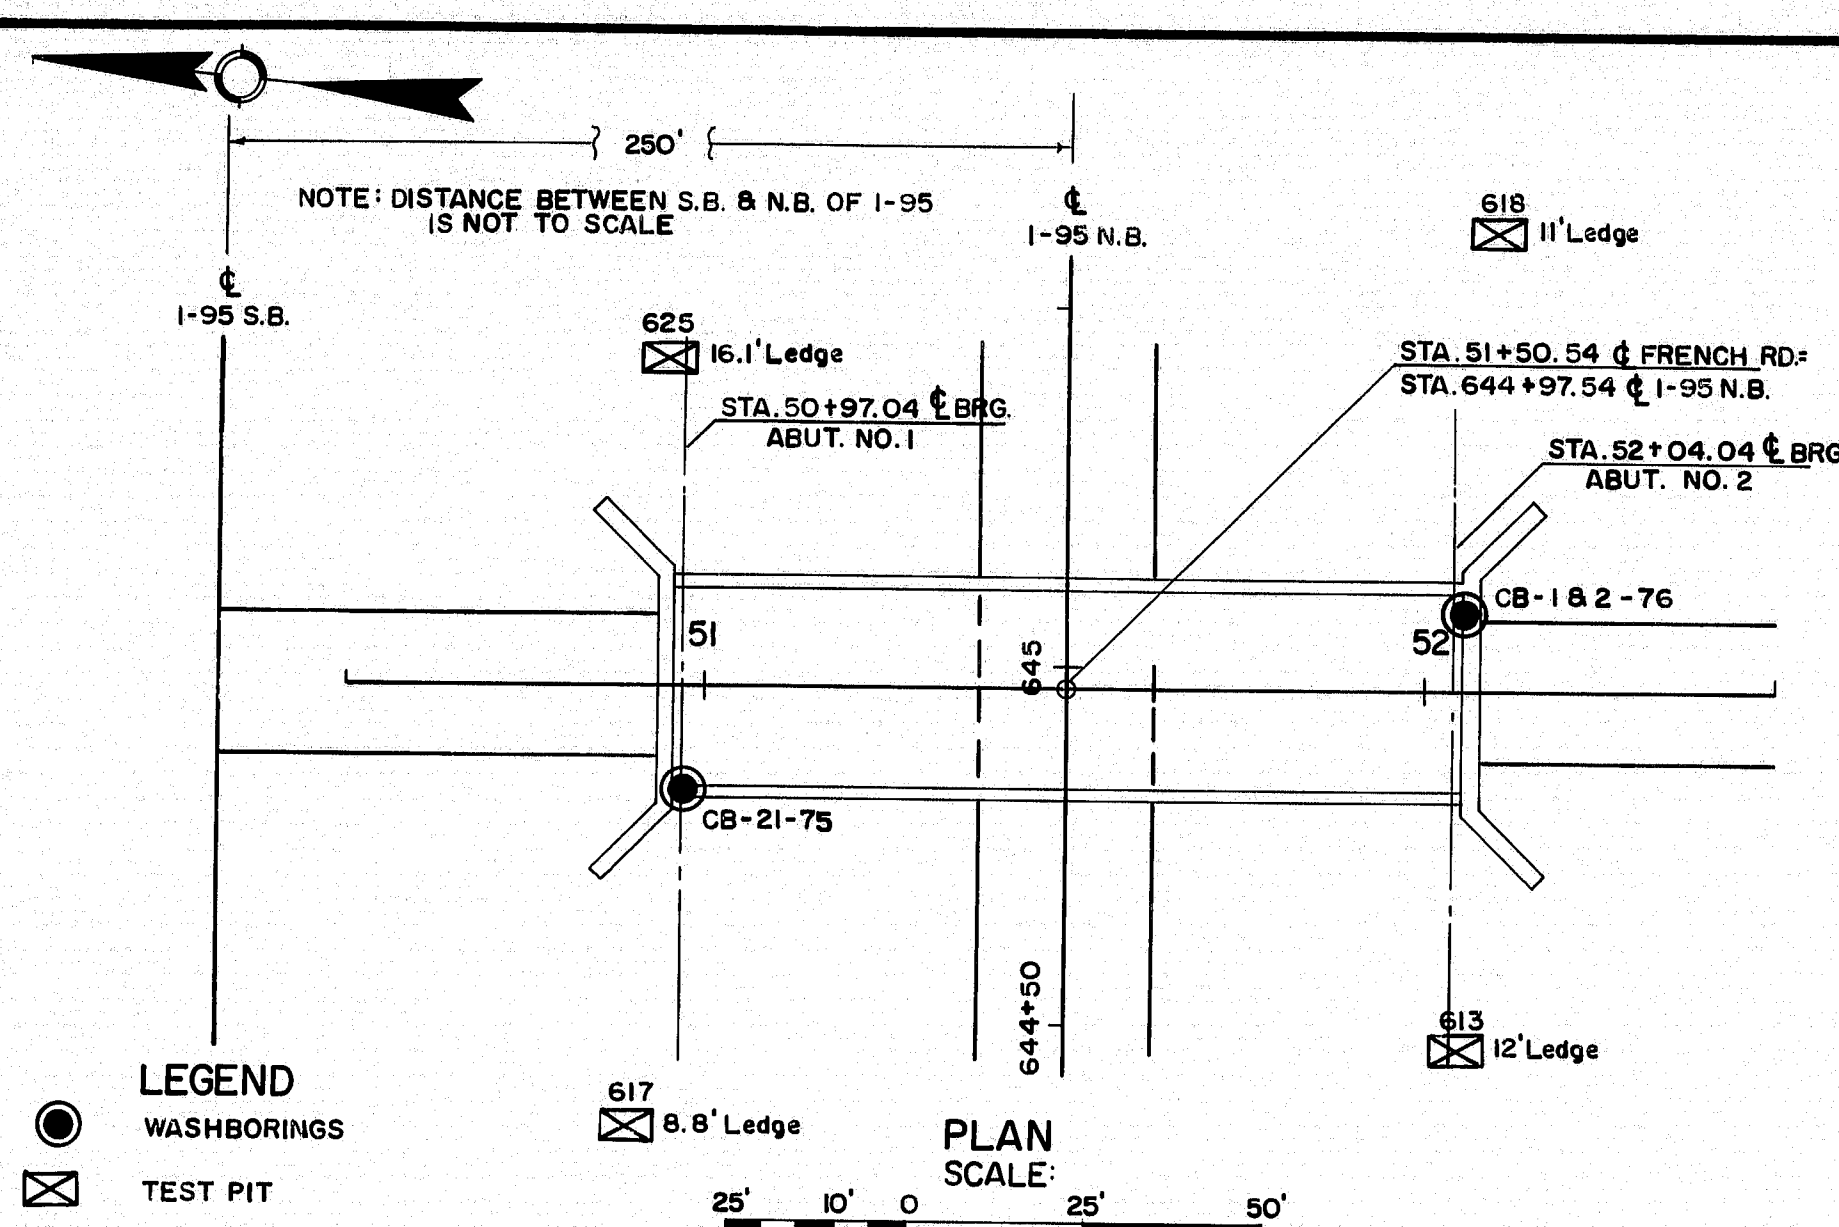 250'
NOTE: DISTANCE BETWEEN S.B. & N.B. OF I-95
IS NOT TO SCALE
℄
I-95 N.B.
618
11' Ledge
℄
I-95 S.B.
625
16.1' Ledge
STA. 51+50.54 ℄ FRENCH RD.=
STA. 644+97.54 ℄ I-95 N.B.
STA. 50+97.04 ℄ BRG.
ABUT. NO. 1
STA. 52+04.04 ℄ BRG
ABUT. NO. 2
CB-1 & 2-76
51
52
645
CB-21-75
644+50
613
12' Ledge
LEGEND
WASHBORINGS
TEST PIT
617
8.8' Ledge
PLAN
SCALE:
25' 10' 0 25' 50'